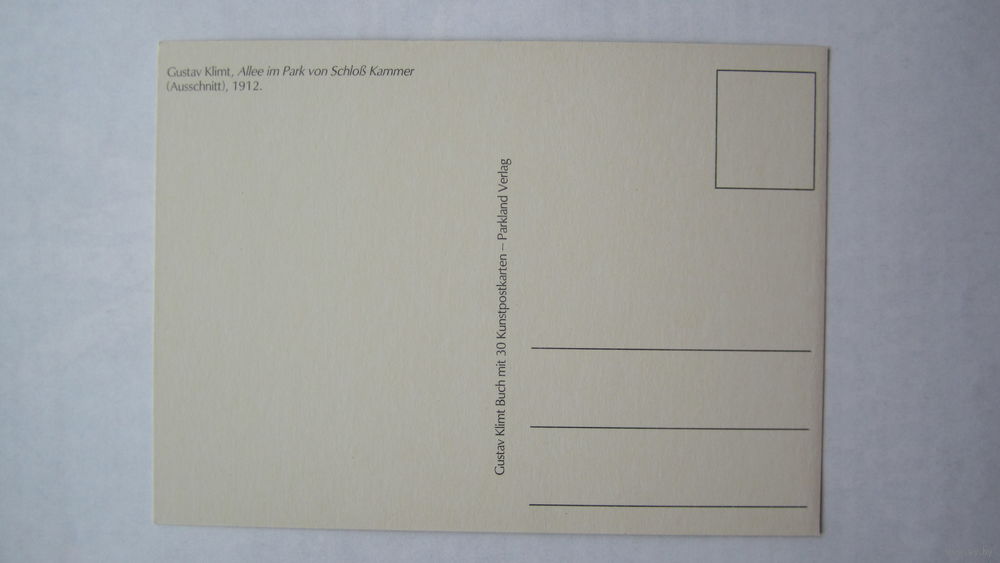 Gustav Klimt, Allee im Park von Schloß Kammer
(Ausschnitt), 1912.
Gustav Klimt Buch mit 30 Kunstpostkarten – Parkland Verlag